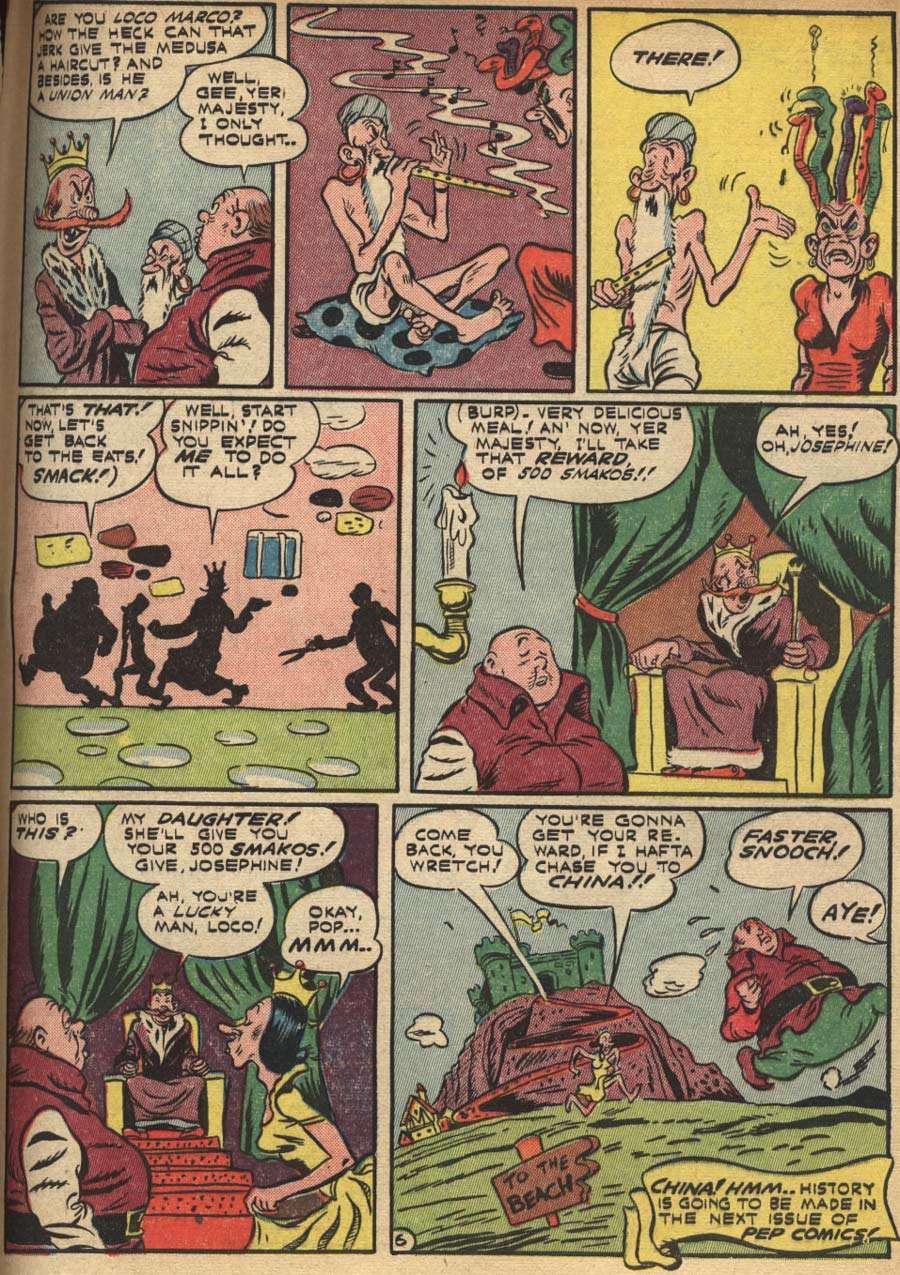 ARE YOU LOCO MARCO?
HOW THE HECK CAN THAT
JERK GIVE THE MEDUSA
A HAIRCUT? AND
BESIDES, IS HE
A UNION MAN?
WELL,
GEE, YER
MAJESTY,
I ONLY
THOUGHT..
THERE!
THAT'S THAT!
NOW, LET'S
GET BACK
TO THE EATS!
SMACK!)
WELL, START
SNIPPIN'! DO
YOU EXPECT
ME TO DO
IT ALL?
(BURP)- VERY DELICIOUS
MEAL! AN' NOW, YER
MAJESTY, I'LL TAKE
THAT REWARD
OF 500 SMAKOS!!
AH, YES!
OH, JOSEPHINE!
WHO IS
THIS?
MY DAUGHTER!
SHE'LL GIVE YOU
YOUR 500 SMAKOS!
GIVE, JOSEPHINE!
AH, YOU'RE
A LUCKY
MAN, LOCO!
OKAY,
POP...
MMM..
COME
BACK, YOU
WRETCH!
YOU'RE GONNA
GET YOUR RE-
WARD, IF I HAFTA
CHASE YOU TO
CHINA!!
FASTER,
SNOOCH!
AYE!
TO THE
BEACH
CHINA! HMM.. HISTORY
IS GOING TO BE MADE IN
THE NEXT ISSUE OF
PEP COMICS!
6